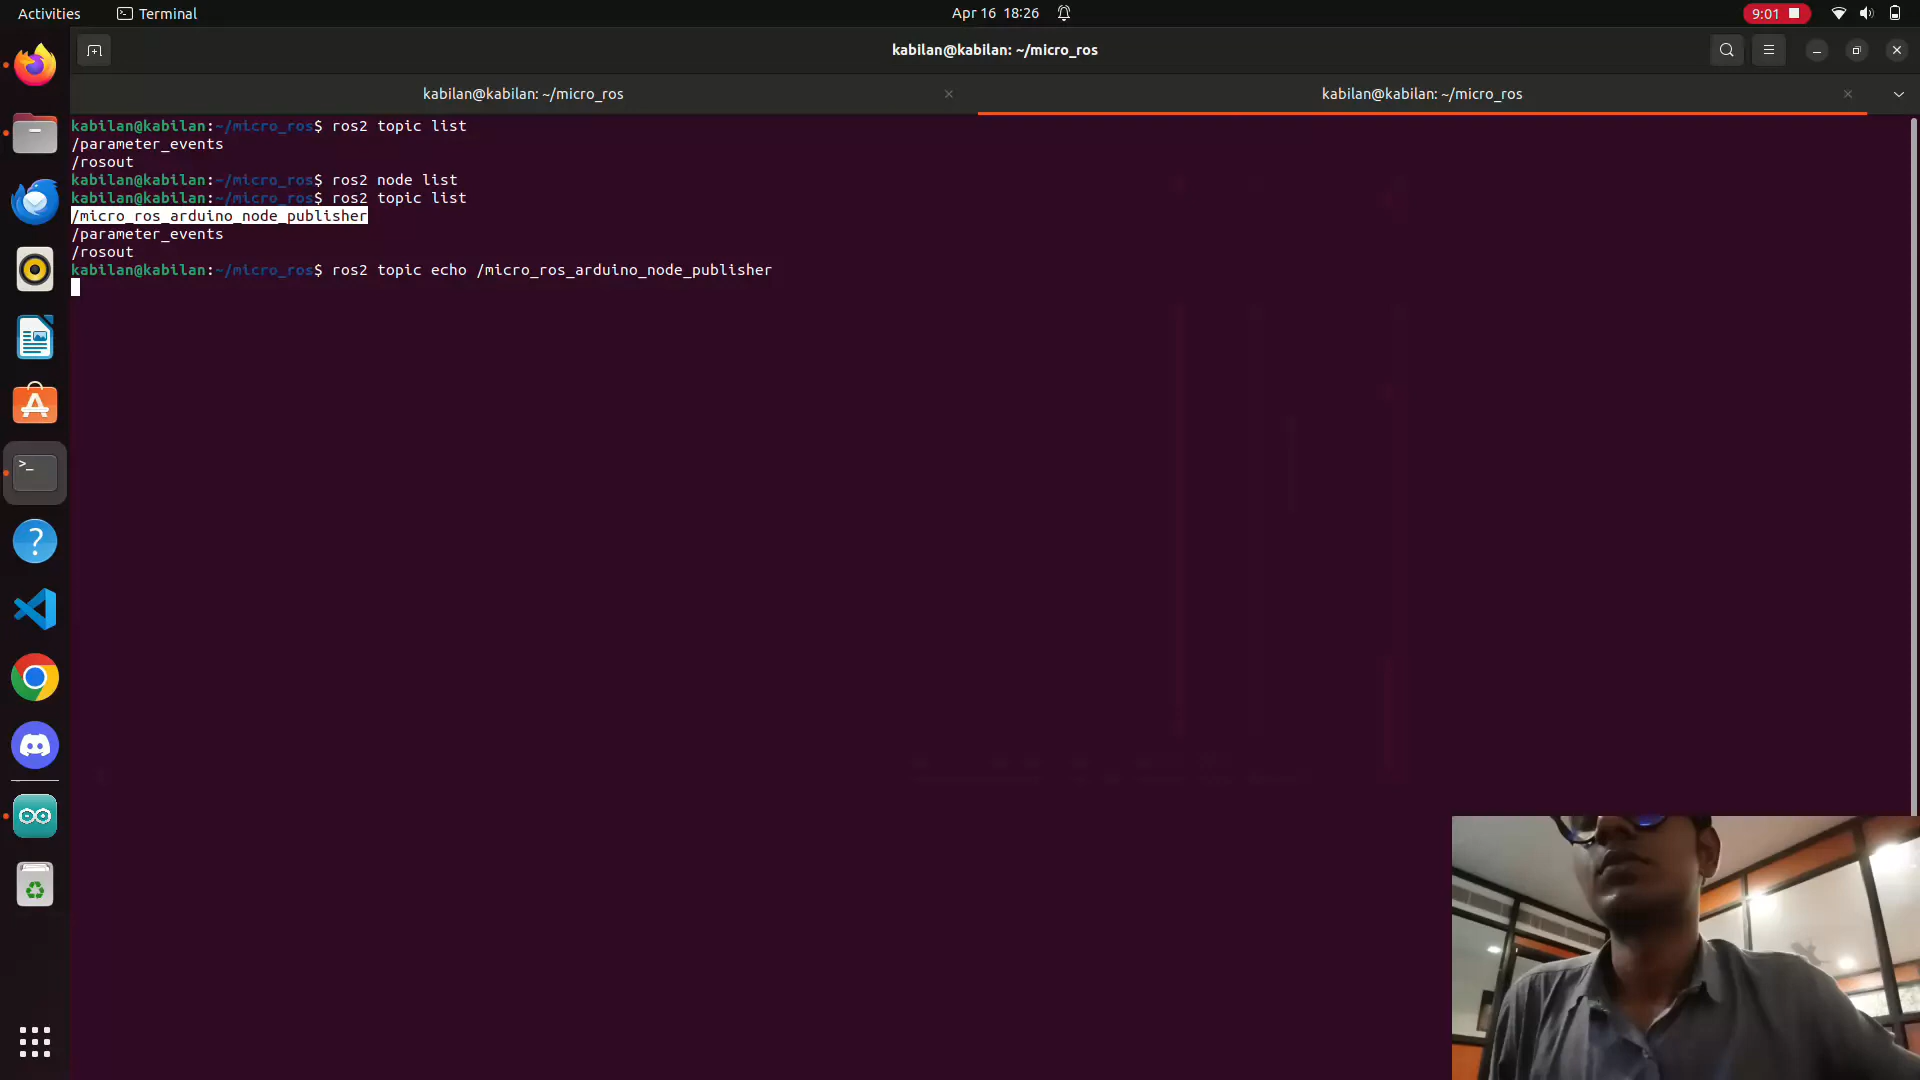 Activities
Terminal
Apr 16 18:26
9:01
kabilan@kabilan: ~/micro_ros
kabilan@kabilan: ~/micro_ros
kabilan@kabilan: ~/micro_ros
kabilan@kabilan:~/micro_ros$ ros2 topic list
/parameter_events
/rosout
kabilan@kabilan:~/micro_ros$ ros2 node list
kabilan@kabilan:~/micro_ros$ ros2 topic list
/micro_ros_arduino_node_publisher
/parameter_events
/rosout
kabilan@kabilan:~/micro_ros$ ros2 topic echo /micro_ros_arduino_node_publisher